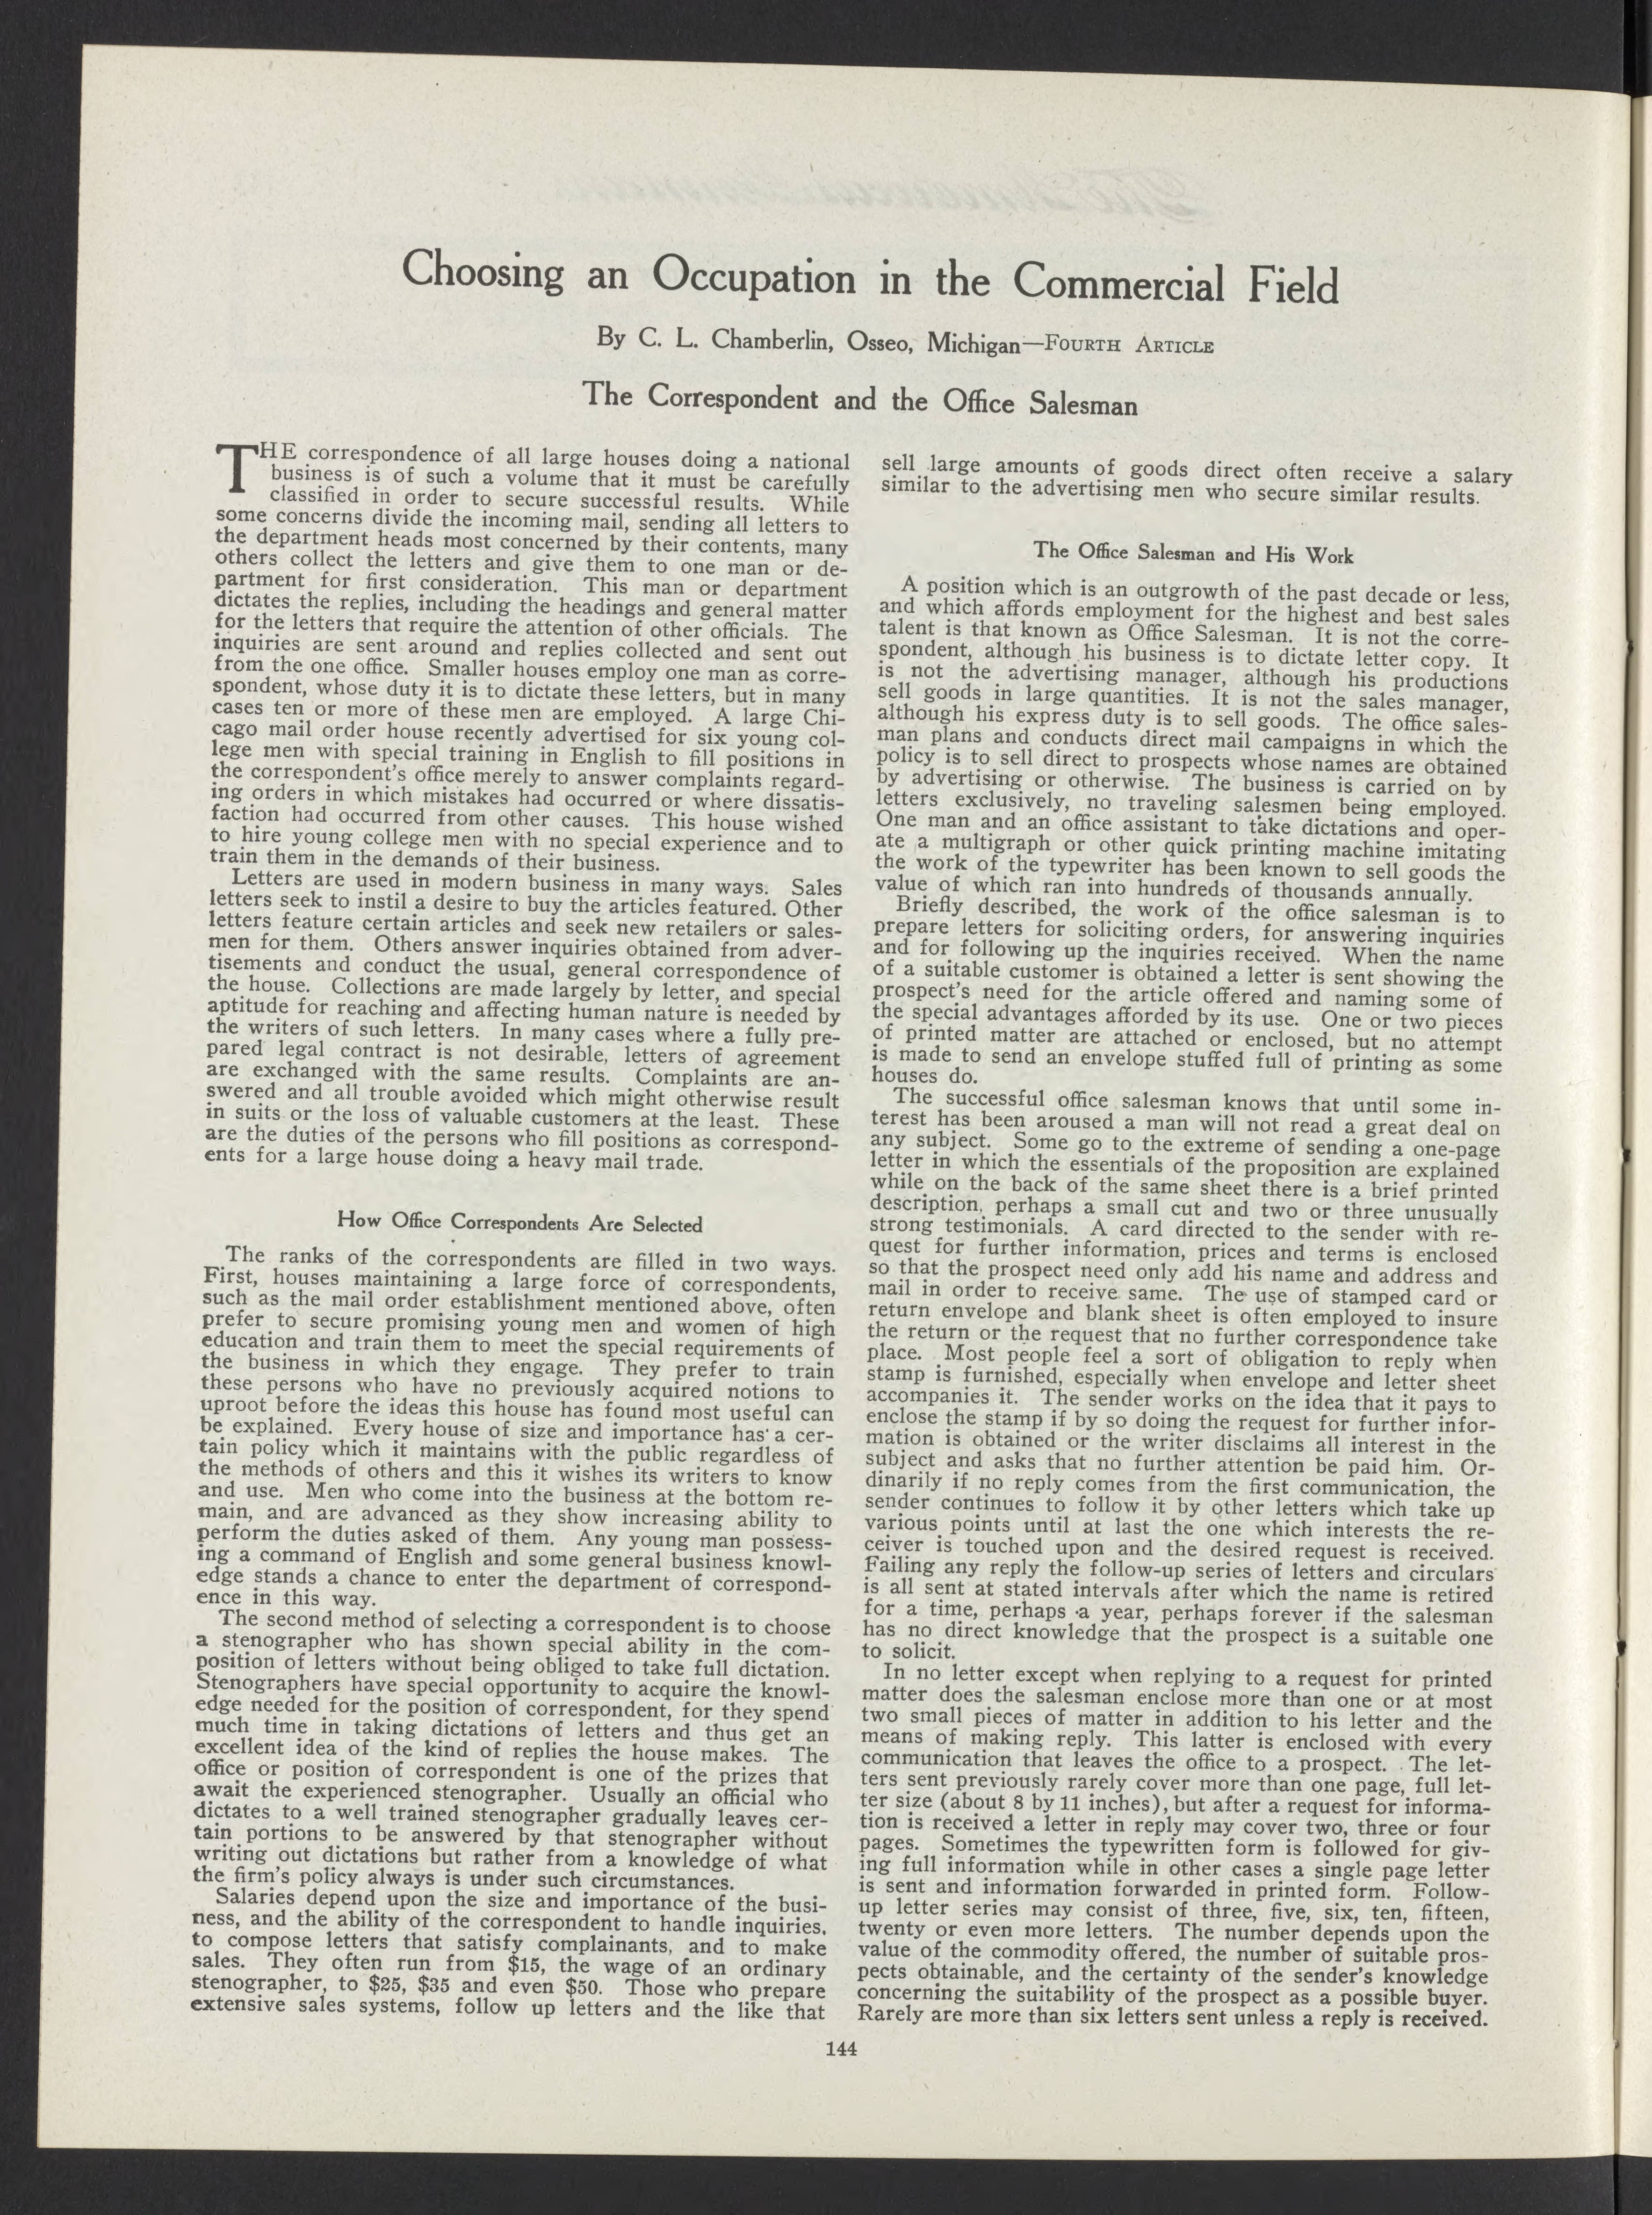 Choosing an Occupation in the Commercial Field
By C. L. Chamberlin, Osseo, Michigan—FOURTH ARTICLE
The Correspondent and the Office Salesman
THE correspondence of all large houses doing a national
business is of such a volume that it must be carefully
classified in order to secure successful results. While
some concerns divide the incoming mail, sending all letters to
the department heads most concerned by their contents, many
others collect the letters and give them to one man or de-
partment for first consideration. This man or department
dictates the replies, including the headings and general matter
for the letters that require the attention of other officials. The
inquiries are sent around and replies collected and sent out
from the one office. Smaller houses employ one man as corre-
spondent, whose duty it is to dictate these letters, but in many
cases ten or more of these men are employed. A large Chi-
cago mail order house recently advertised for six young col-
lege men with special training in English to fill positions in
the correspondent's office merely to answer complaints regard-
ing orders in which mistakes had occurred or where dissatis-
faction had occurred from other causes. This house wished
to hire young college men with no special experience and to
train them in the demands of their business.
Letters are used in modern business in many ways. Sales
letters seek to instil a desire to buy the articles featured. Other
letters feature certain articles and seek new retailers or sales-
men for them. Others answer inquiries obtained from adver-
tisements and conduct the usual, general correspondence of
the house. Collections are made largely by letter, and special
aptitude for reaching and affecting human nature is needed by
the writers of such letters. In many cases where a fully pre-
pared legal contract is not desirable, letters of agreement
are exchanged with the same results. Complaints are an-
swered and all trouble avoided which might otherwise result
in suits or the loss of valuable customers at the least. These
are the duties of the persons who fill positions as correspond-
ents for a large house doing a heavy mail trade.
How Office Correspondents Are Selected
The ranks of the correspondents are filled in two ways.
First, houses maintaining a large force of correspondents,
such as the mail order establishment mentioned above, often
prefer to secure promising young men and women of high
education and train them to meet the special requirements of
the business in which they engage. They prefer to train
these persons who have no previously acquired notions to
uproot before the ideas this house has found most useful can
be explained. Every house of size and importance has a cer-
tain policy which it maintains with the public regardless of
the methods of others and this it wishes its writers to know
and use. Men who come into the business at the bottom re-
main, and are advanced as they show increasing ability to
perform the duties asked of them. Any young man possess-
ing a command of English and some general business knowl-
edge stands a chance to enter the department of correspond-
ence in this way.
The second method of selecting a correspondent is to choose
a stenographer who has shown special ability in the com-
position of letters without being obliged to take full dictation.
Stenographers have special opportunity to acquire the knowl-
edge needed for the position of correspondent, for they spend
much time in taking dictations of letters and thus get an
excellent idea of the kind of replies the house makes. The
office or position of correspondent is one of the prizes that
await the experienced stenographer. Usually an official who
dictates to a well trained stenographer gradually leaves cer-
tain portions to be answered by that stenographer without
writing out dictations but rather from a knowledge of what
the firm's policy always is under such circumstances.
Salaries depend upon the size and importance of the busi-
ness, and the ability of the correspondent to handle inquiries,
to compose letters that satisfy complainants, and to make
sales. They often run from $15, the wage of an ordinary
stenographer, to $25, $35 and even $50. Those who prepare
extensive sales systems, follow up letters and the like that
sell large amounts of goods direct often receive a salary
similar to the advertising men who secure similar results.
The Office Salesman and His Work
A position which is an outgrowth of the past decade or less,
and which affords employment for the highest and best sales
talent is that known as Office Salesman. It is not the corre-
spondent, although his business is to dictate letter copy. It
is not the advertising manager, although his productions
sell goods in large quantities. It is not the sales manager,
although his express duty is to sell goods. The office sales-
man plans and conducts direct mail campaigns in which the
policy is to sell direct to prospects whose names are obtained
by advertising or otherwise. The business is carried on by
letters exclusively, no traveling salesmen being employed.
One man and an office assistant to take dictations and oper-
ate a multigraph or other quick printing machine imitating
the work of the typewriter has been known to sell goods the
value of which ran into hundreds of thousands annually.
Briefly described, the work of the office salesman is to
prepare letters for soliciting orders, for answering inquiries
and for following up the inquiries received. When the name
of a suitable customer is obtained a letter is sent showing the
prospect's need for the article offered and naming some of
the special advantages afforded by its use. One or two pieces
of printed matter are attached or enclosed, but no attempt
is made to send an envelope stuffed full of printing as some
houses do.
The successful office salesman knows that until some in-
terest has been aroused a man will not read a great deal on
any subject. Some go to the extreme of sending a one-page
letter in which the essentials of the proposition are explained
while on the back of the same sheet there is a brief printed
description, perhaps a small cut and two or three unusually
strong testimonials. A card directed to the sender with re-
quest for further information, prices and terms is enclosed
so that the prospect need only add his name and address and
mail in order to receive same. The use of stamped card or
return envelope and blank sheet is often employed to insure
the return or the request that no further correspondence take
place. Most people feel a sort of obligation to reply when
stamp is furnished, especially when envelope and letter sheet
accompanies it. The sender works on the idea that it pays to
enclose the stamp if by so doing the request for further infor-
mation is obtained or the writer disclaims all interest in the
subject and asks that no further attention be paid him. Or-
dinarily if no reply comes from the first communication, the
sender continues to follow it by other letters which take up
various points until at last the one which interests the re-
ceiver is touched upon and the desired request is received.
Failing any reply the follow-up series of letters and circulars
is all sent at stated intervals after which the name is retired
for a time, perhaps a year, perhaps forever if the salesman
has no direct knowledge that the prospect is a suitable one
to solicit.
In no letter except when replying to a request for printed
matter does the salesman enclose more than one or at most
two small pieces of matter in addition to his letter and the
means of making reply. This latter is enclosed with every
communication that leaves the office to a prospect. The let-
ters sent previously rarely cover more than one page, full let-
ter size (about 8 by 11 inches), but after a request for informa-
tion is received a letter in reply may cover two, three or four
pages. Sometimes the typewritten form is followed for giv-
ing full information while in other cases a single page letter
is sent and information forwarded in printed form. Follow-
up letter series may consist of three, five, six, ten, fifteen,
twenty or even more letters. The number depends upon the
value of the commodity offered, the number of suitable pros-
pects obtainable, and the certainty of the sender's knowledge
concerning the suitability of the prospect as a possible buyer.
Rarely are more than six letters sent unless a reply is received.
144